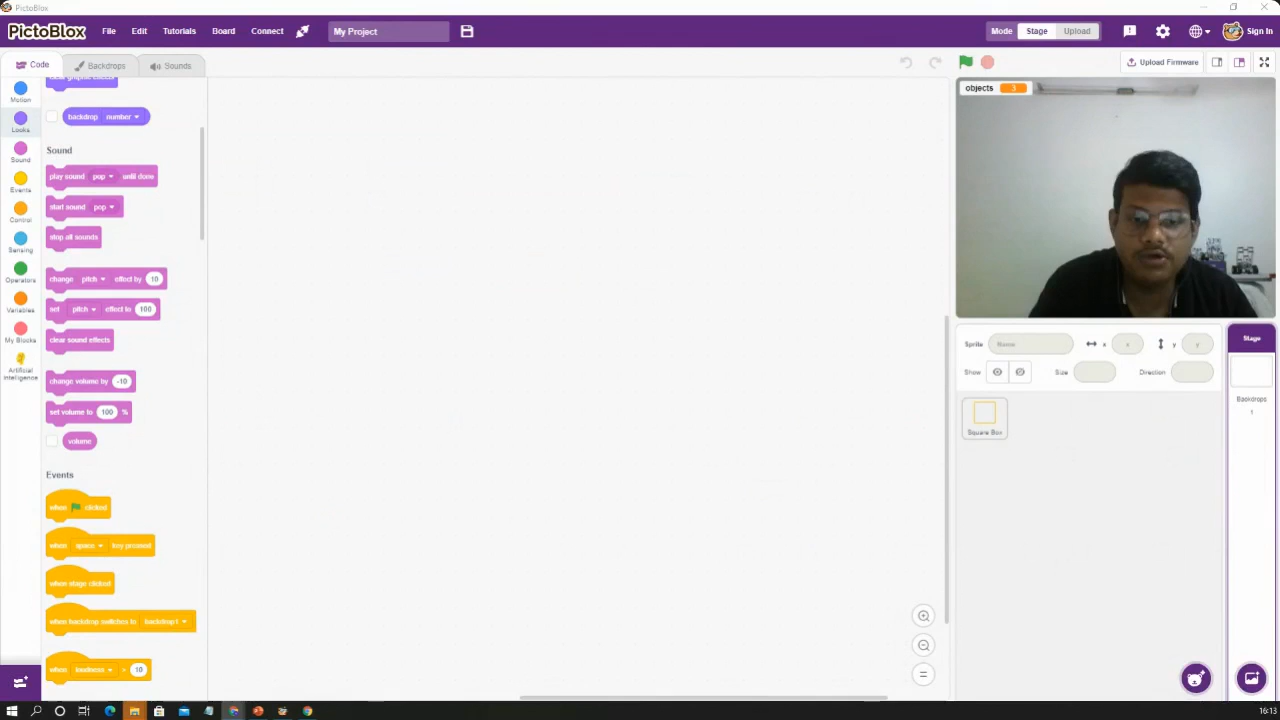 PictoBlox
PictoBlox File Edit Tutorials Board Connect My Project Mode Stage Upload Sign In
Code Backdrops Sounds Upload Firmware
Motion
Looks
Sound
Events
Control
Sensing
Operators
Variables
My Blocks
Artificial
Intelligence
backdrop number
Sound
play sound pop until done
start sound pop
stop all sounds
change pitch effect by 10
set pitch effect to 100
clear sound effects
change volume by -10
set volume to 100 %
volume
Events
when clicked
when space key pressed
when stage clicked
when backdrop switches to backdrop1
when loudness > 10
objects 3
Sprite Name x x y y
Show Size Direction
Square Box
Stage
Backdrops
1
16:13